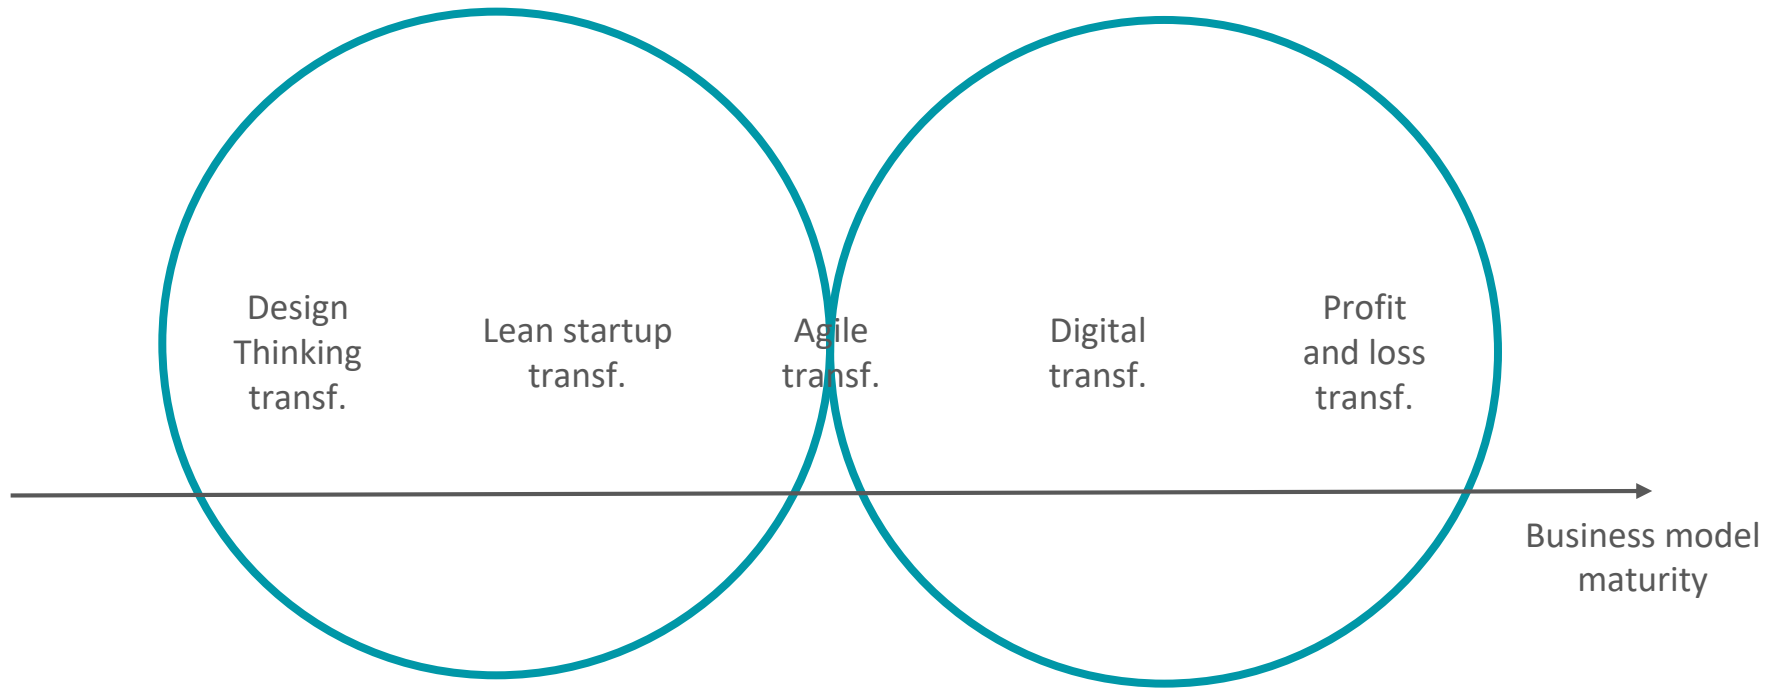 Design
Thinking
transf.
Lean startup
transf.
Agile
transf.
Digital
transf.
Profit
and loss
transf.
Business model
maturity